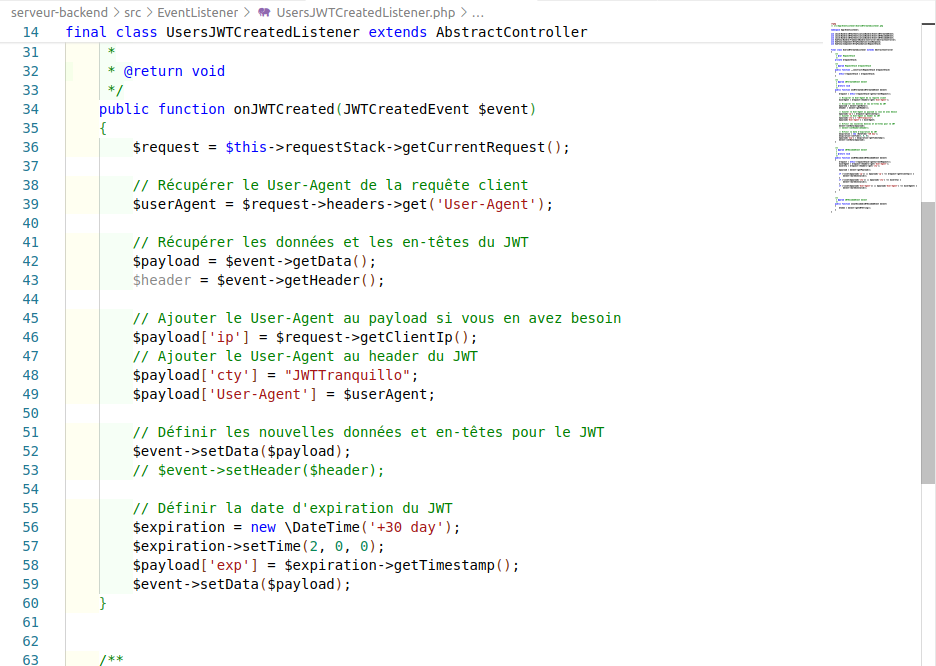 serveur-backend > src > EventListener > UsersJWTCreatedListener.php > ...
14 final class UsersJWTCreatedListener extends AbstractController
31 *
32 * @return void
33 */
34 public function onJWTCreated(JWTCreatedEvent $event)
35 {
36 $request = $this->requestStack->getCurrentRequest();
37
38 // Récupérer le User-Agent de la requête client
39 $userAgent = $request->headers->get('User-Agent');
40
41 // Récupérer les données et les en-têtes du JWT
42 $payload = $event->getData();
43 $header = $event->getHeader();
44
45 // Ajouter le User-Agent au payload si vous en avez besoin
46 $payload['ip'] = $request->getClientIp();
47 // Ajouter le User-Agent au header du JWT
48 $payload['cty'] = "JWTTranquillo";
49 $payload['User-Agent'] = $userAgent;
50
51 // Définir les nouvelles données et en-têtes pour le JWT
52 $event->setData($payload);
53 // $event->setHeader($header);
54
55 // Définir la date d'expiration du JWT
56 $expiration = new \DateTime('+30 day');
57 $expiration->setTime(2, 0, 0);
58 $payload['exp'] = $expiration->getTimestamp();
59 $event->setData($payload);
60 }
61
62
63 /**